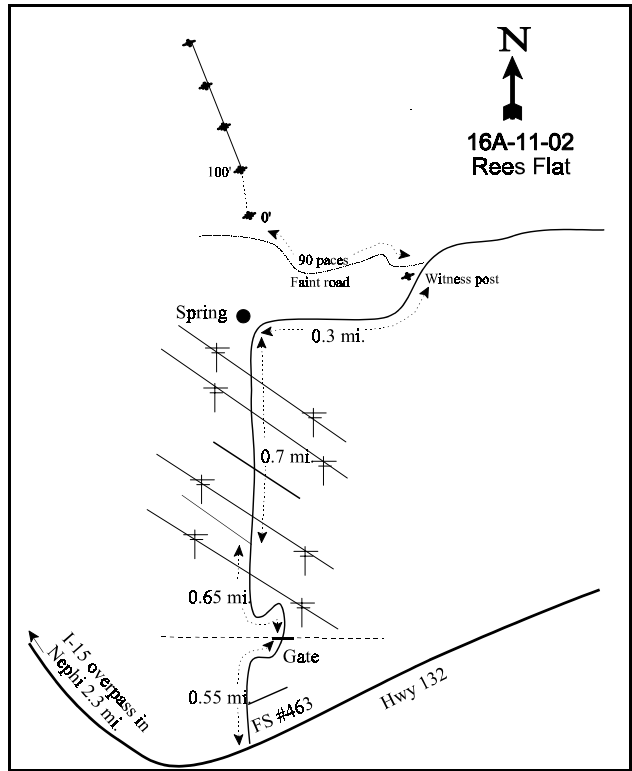 N
16A-11-02
Rees Flat
100'
0'
90 paces
Faint road
Witness post
Spring
0.3 mi.
0.7 mi.
0.65 mi.
Gate
0.55 mi.
FS #463
Hwy 132
I-15 overpass in
Nephi 2.3 mi.